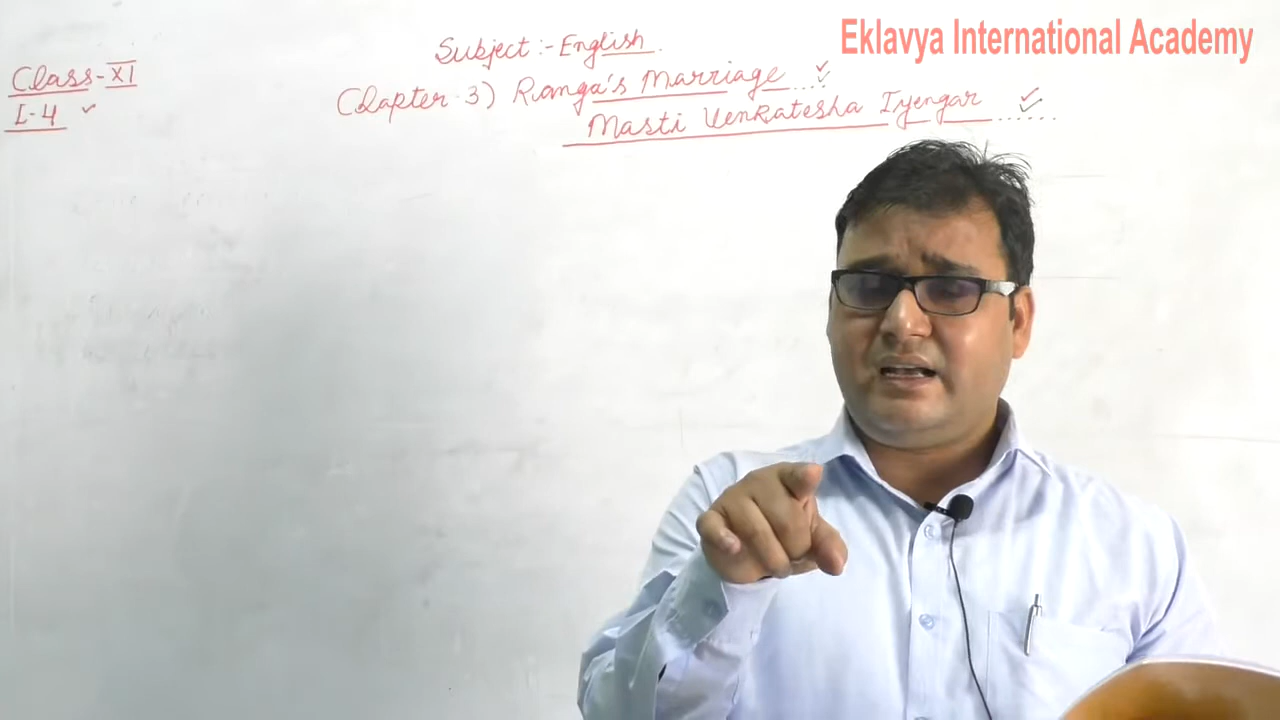 Eklavya International Academy
Subject :- English.
Class - XI
L-4
Chapter 3) Ranga's Marriage
Masti Venkatesha Iyengar